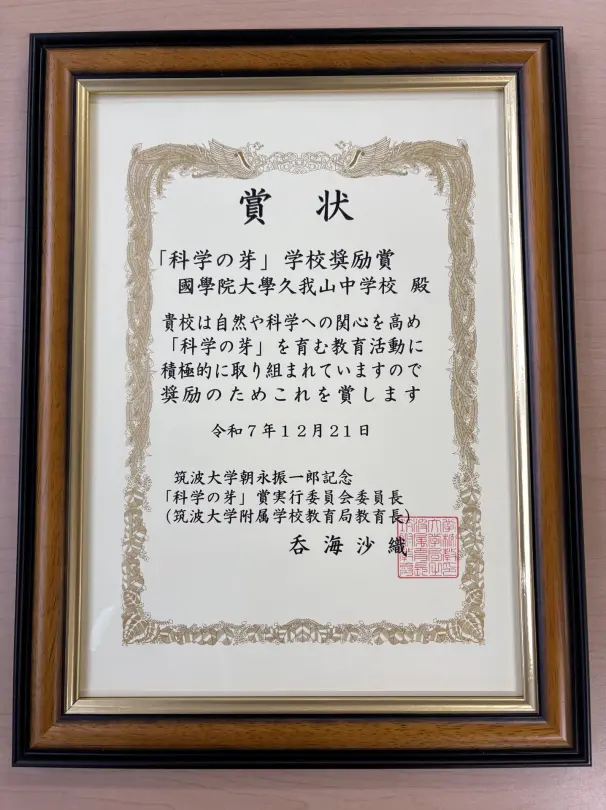 賞 状
「科学の芽」学校奨励賞
國學院大學久我山中学校 殿
貴校は自然や科学への関心を高め
「科学の芽」を育む教育活動に
積極的に取り組まれていますので
奨励のためこれを賞します
令和7年12月21日
筑波大学朝永振一郎記念
「科学の芽」賞実行委員会委員長
(筑波大学附属学校教育局教育長)
呑海沙織